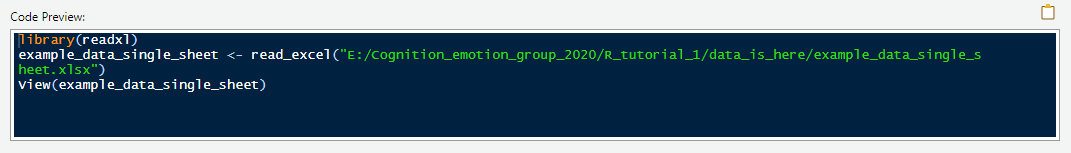 Code Preview:
library(readxl)
example_data_single_sheet <- read_excel("E:/Cognition_emotion_group_2020/R_tutorial_1/data_is_here/example_data_single_s
heet.xlsx")
View(example_data_single_sheet)